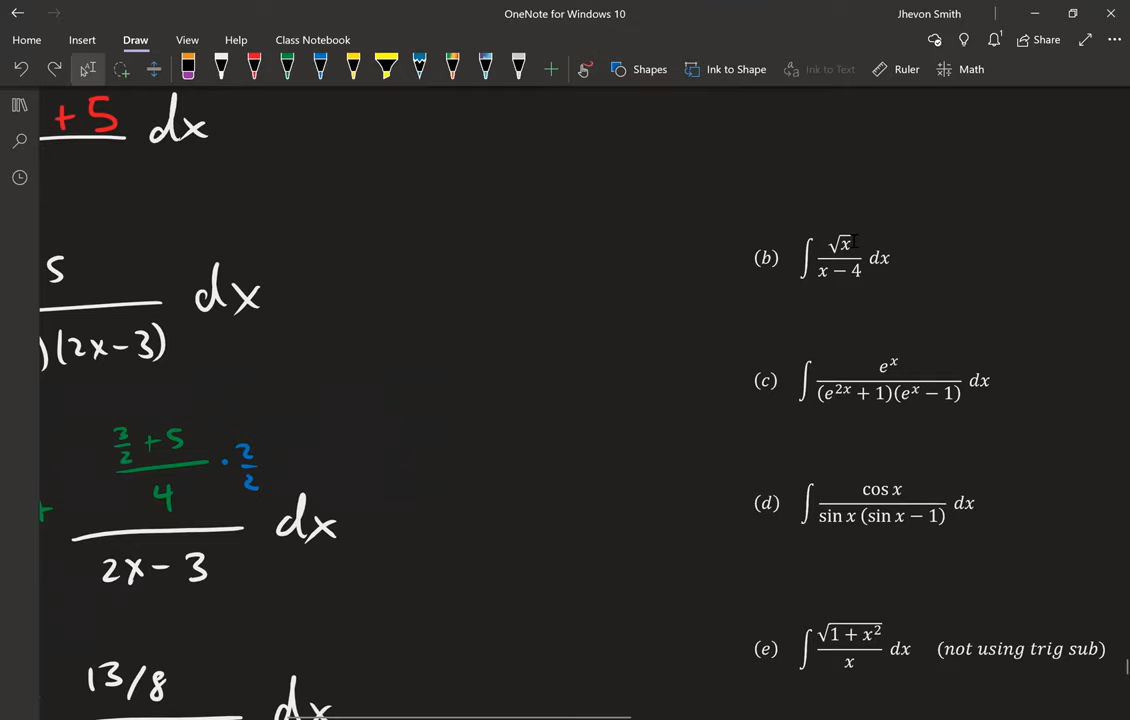 OneNote for Windows 10
Jhevon Smith
Home Insert Draw View Help Class Notebook
Share
Shapes Ink to Shape Ink to Text Ruler Math
+5
dx
5
)(2x-3)
dx
(b) ∫ √x / (x − 4) dx
(c) ∫ e^x / ((e^{2x} + 1)(e^x − 1)) dx
3/2 + 5
4
· 2/2
+
2x-3
dx
(d) ∫ cos x / (sin x (sin x − 1)) dx
(e) ∫ √(1 + x²) / x dx (not using trig sub)
13/8
dx